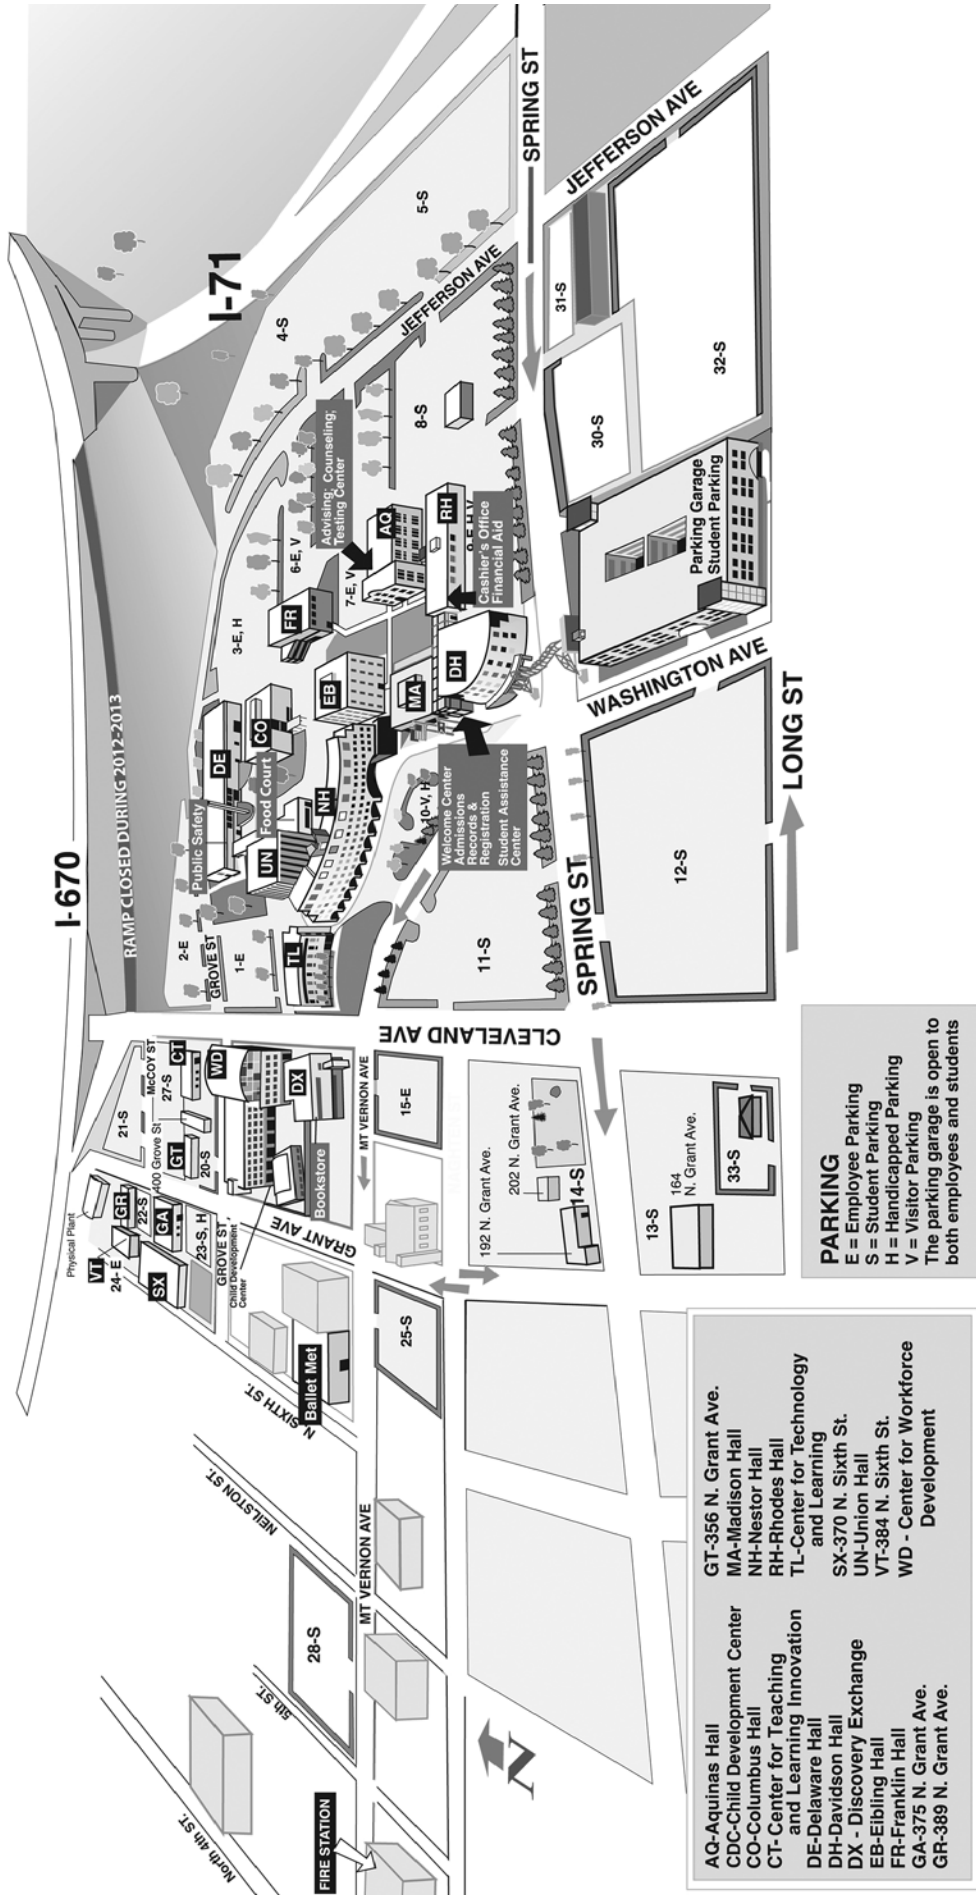 I-670
RAMP CLOSED DURING 2012-2013
I-71
Physical Plant
VT
24- E
GR
22-S
SX
GA
23-S, H
GROVE ST
Child Development
Center
21-S
McCOY ST
27-S
CT
400 Grove St
GT
20-S
WD
DX
Bookstore
GRANT AVE
MT VERNON AVE
15-E
CLEVELAND AVE
2-E
GROVE ST
1-E
TL
Public Safety
DE
Food Court
CO
UN
NH
EB
FR
3-E, H
6-E, V
7-E, V
4-S
5-S
Advising; Counseling;
Testing Center
AQ
RH
Cashier's Office
Financial Aid
MA
DH
8-S
JEFFERSON AVE
10-V, H
Welcome Center
Admissions
Records &
Registration
Student Assistance
Center
11-S
SPRING ST
SPRING ST
JEFFERSON AVE
31-S
30-S
32-S
Parking Garage
Student Parking
WASHINGTON AVE
12-S
LONG ST
192 N. Grant Ave.
202 N. Grant Ave.
14-S
164
N. Grant Ave.
13-S
33-S
N. SIXTH ST.
Ballet Met
25-S
NEILSTON ST.
MT VERNON AVE
28-S
5th ST.
North 4th ST.
FIRE STATION
N
AQ-Aquinas Hall
CDC-Child Development Center
CO-Columbus Hall
CT- Center for Teaching
and Learning Innovation
DE-Delaware Hall
DH-Davidson Hall
DX - Discovery Exchange
EB-Eibling Hall
FR-Franklin Hall
GA-375 N. Grant Ave.
GR-389 N. Grant Ave.
GT-356 N. Grant Ave.
MA-Madison Hall
NH-Nestor Hall
RH-Rhodes Hall
TL-Center for Technology
and Learning
SX-370 N. Sixth St.
UN-Union Hall
VT-384 N. Sixth St.
WD - Center for Workforce
Development
PARKING
E = Employee Parking
S = Student Parking
H = Handicapped Parking
V = Visitor Parking
The parking garage is open to
both employees and students